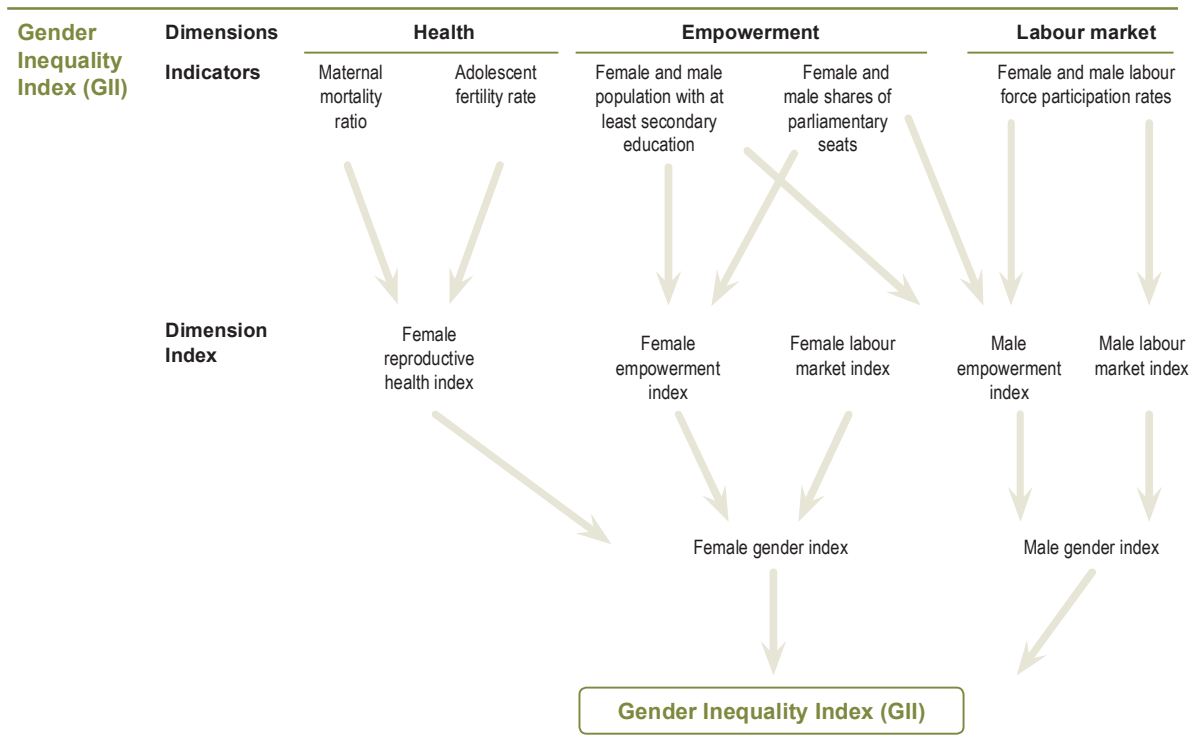 Gender
Inequality
Index (GII)
Dimensions
Health
Empowerment
Labour market
Indicators
Maternal
mortality
ratio
Adolescent
fertility rate
Female and male
population with at
least secondary
education
Female and
male shares of
parliamentary
seats
Female and male labour
force participation rates
Dimension
Index
Female
reproductive
health index
Female
empowerment
index
Female labour
market index
Male
empowerment
index
Male labour
market index
Female gender index
Male gender index
Gender Inequality Index (GII)